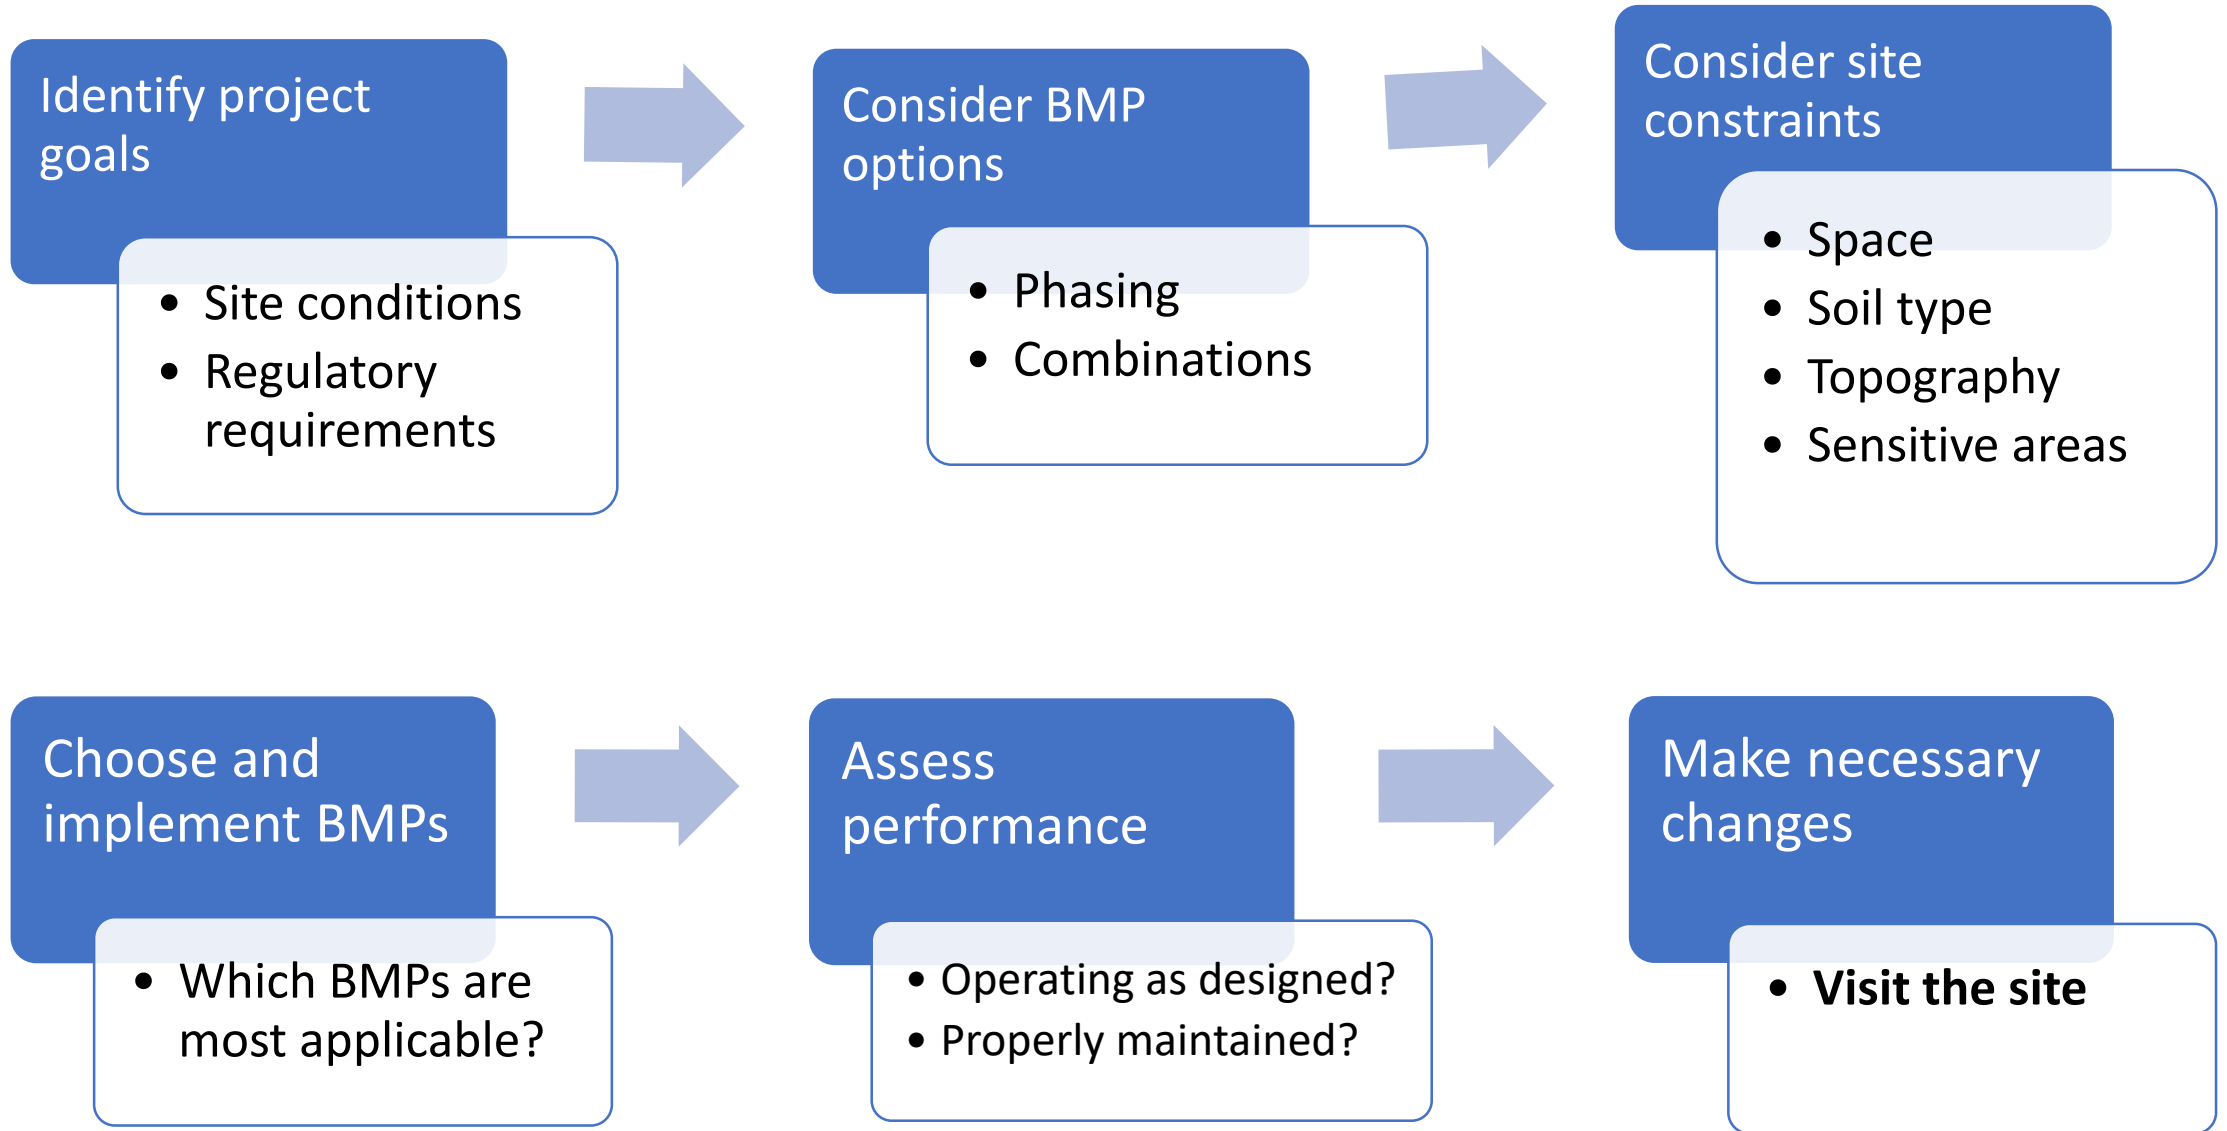 Identify project
goals
• Site conditions
• Regulatory
requirements
Consider BMP
options
• Phasing
• Combinations
Consider site
constraints
• Space
• Soil type
• Topography
• Sensitive areas
Choose and
implement BMPs
• Which BMPs are
most applicable?
Assess
performance
• Operating as designed?
• Properly maintained?
Make necessary
changes
• Visit the site